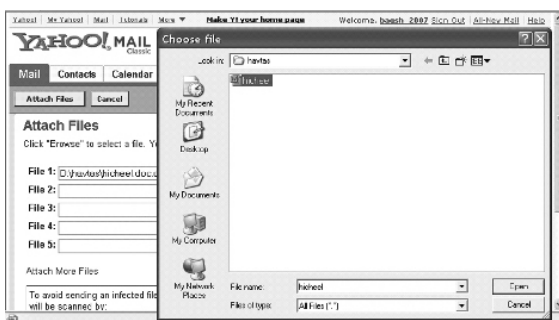 Yahoo! My Yahoo! Mail Tutorials More Make Y! your home page Welcome, baash_2007 Sign Out All-New Mail Help
YAHOO! MAIL
Classic
Choose file
Look in: havtas
Mail Contacts Calendar
hicheel
Attach Files Cancel
My Recent
Documents
Attach Files
Desktop
Click "Browse" to select a file. Yo
File 1: D:\havtas\hicheel.doc.d
File 2:
My Documents
File 3:
File 4:
My Computer
File 5:
Attach More Files
My Network
Places
File name: hicheel Open
To avoid sending an infected file
will be scanned by:
Files of type: All Files (*.*) Cancel